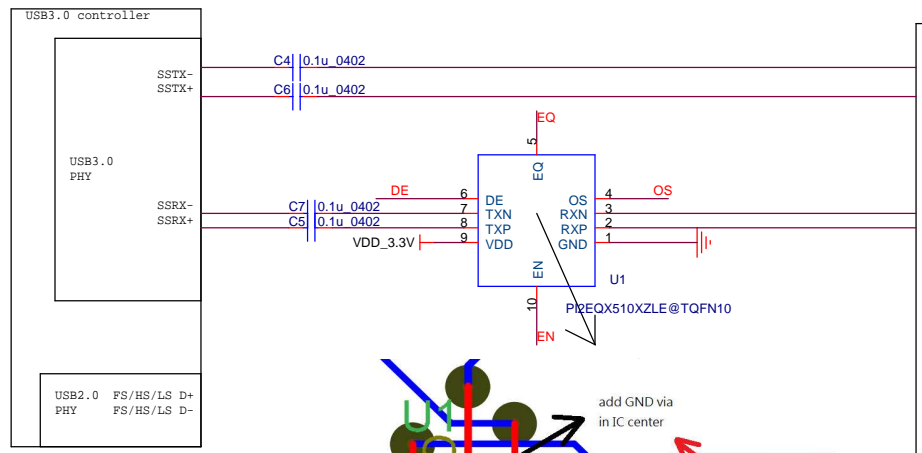 USB3.0 controller
SSTX-
SSTX+
C4 0.1u_0402
C6 0.1u_0402
USB3.0
PHY
SSRX-
SSRX+
C7 0.1u_0402
C5 0.1u_0402
EQ
5
EQ
DE 6 DE
7 TXN
8 TXP
VDD_3.3V 9 VDD
OS 4 OS
RXN 3
RXP 2
GND 1
EN
10
EN
U1
PI2EQX510XZLE@TQFN10
USB2.0 FS/HS/LS D+
PHY FS/HS/LS D-
U1
add GND via
in IC center